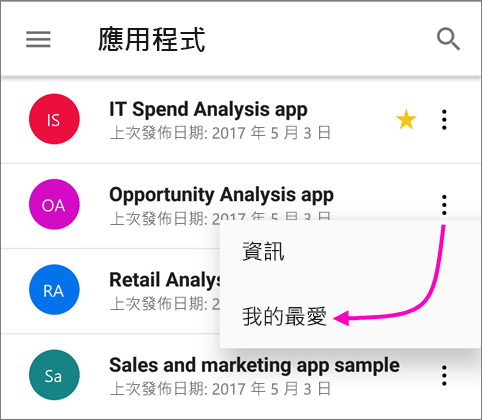 應用程式
IS
IT Spend Analysis app
上次發佈日期: 2017 年 5 月 3 日
OA
Opportunity Analysis app
上次發佈日期: 2017 年 5 月 3 日
資訊
RA
Retail Analys
上次發佈日期: 2
我的最愛
Sa
Sales and marketing app sample
上次發佈日期: 2017 年 5 月 3 日